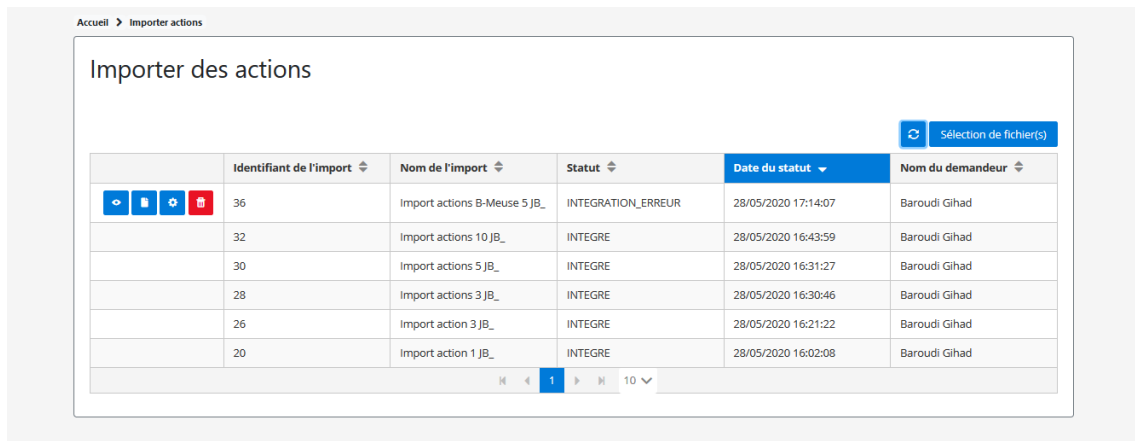 Accueil > Importer actions
Importer des actions
Sélection de fichier(s)
Identifiant de l'import Nom de l'import Statut Date du statut Nom du demandeur
36 Import actions B-Meuse 5 JB_ INTEGRATION_ERREUR 28/05/2020 17:14:07 Baroudi Gihad
32 Import actions 10 JB_ INTEGRE 28/05/2020 16:43:59 Baroudi Gihad
30 Import actions 5 JB_ INTEGRE 28/05/2020 16:31:27 Baroudi Gihad
28 Import actions 3 JB_ INTEGRE 28/05/2020 16:30:46 Baroudi Gihad
26 Import action 3 JB_ INTEGRE 28/05/2020 16:21:22 Baroudi Gihad
20 Import action 1 JB_ INTEGRE 28/05/2020 16:02:08 Baroudi Gihad
1 10